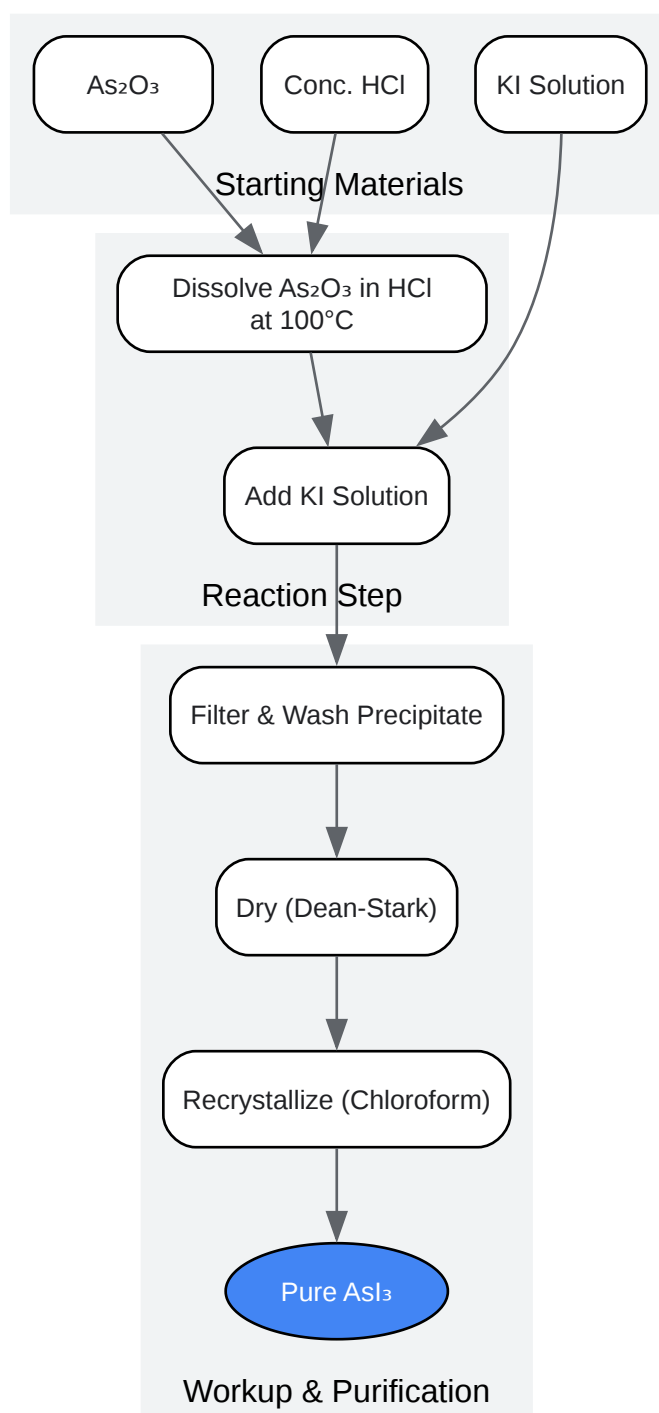 As₂O₃
Conc. HCl
KI Solution
Starting Materials
Dissolve As₂O₃ in HCl
at 100°C
Add KI Solution
Reaction Step
Filter & Wash Precipitate
Dry (Dean-Stark)
Recrystallize (Chloroform)
Pure AsI₃
Workup & Purification